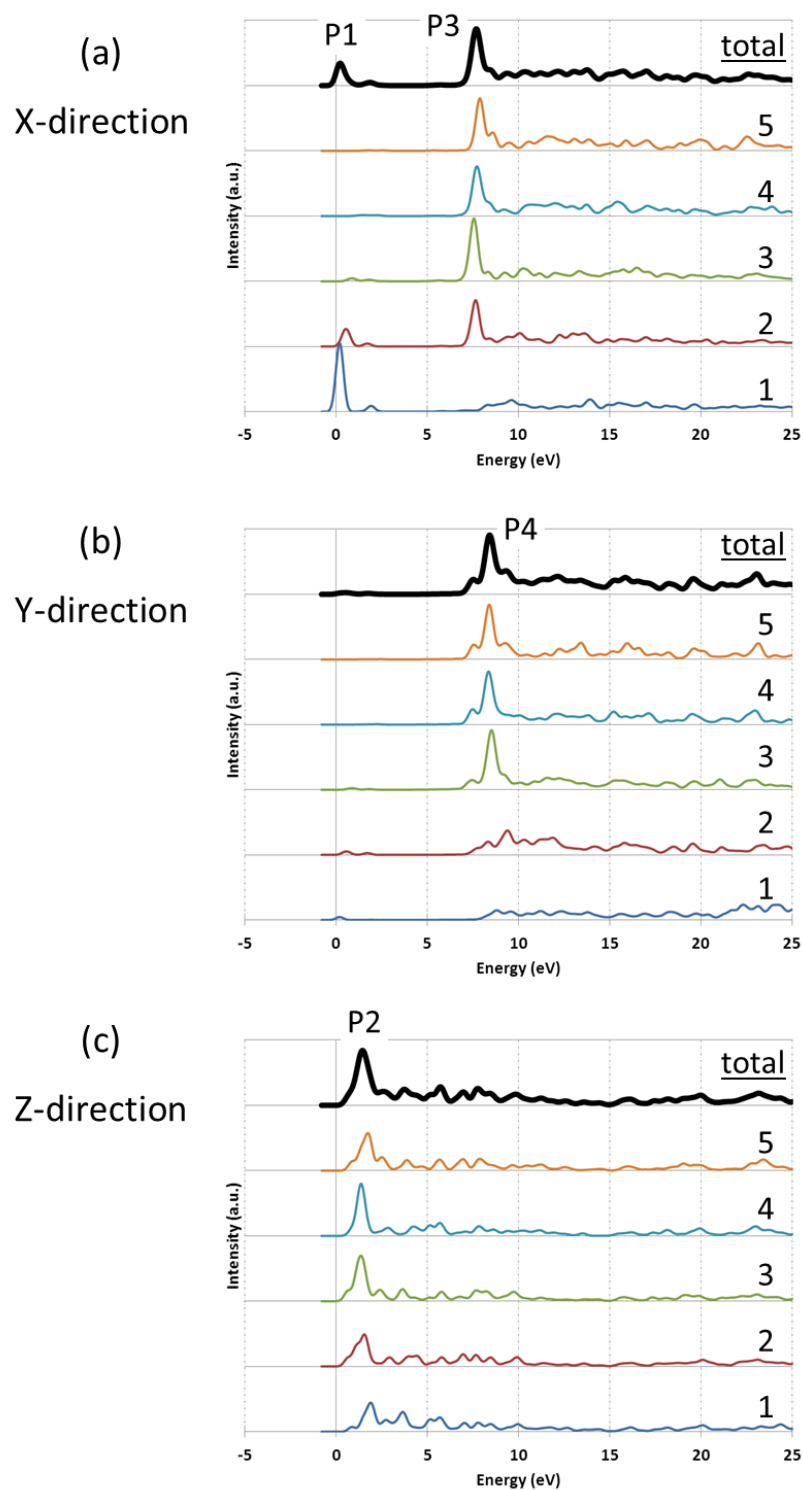 (a)
X-direction
P1
P3
total
5
4
3
2
1
Intensity (a.u.)
-5 0 5 10 15 20 25
Energy (eV)
(b)
Y-direction
P4
total
5
4
3
2
1
Intensity (a.u.)
-5 0 5 10 15 20 25
Energy (eV)
(c)
Z-direction
P2
total
5
4
3
2
1
Intensity (a.u.)
-5 0 5 10 15 20 25
Energy (eV)